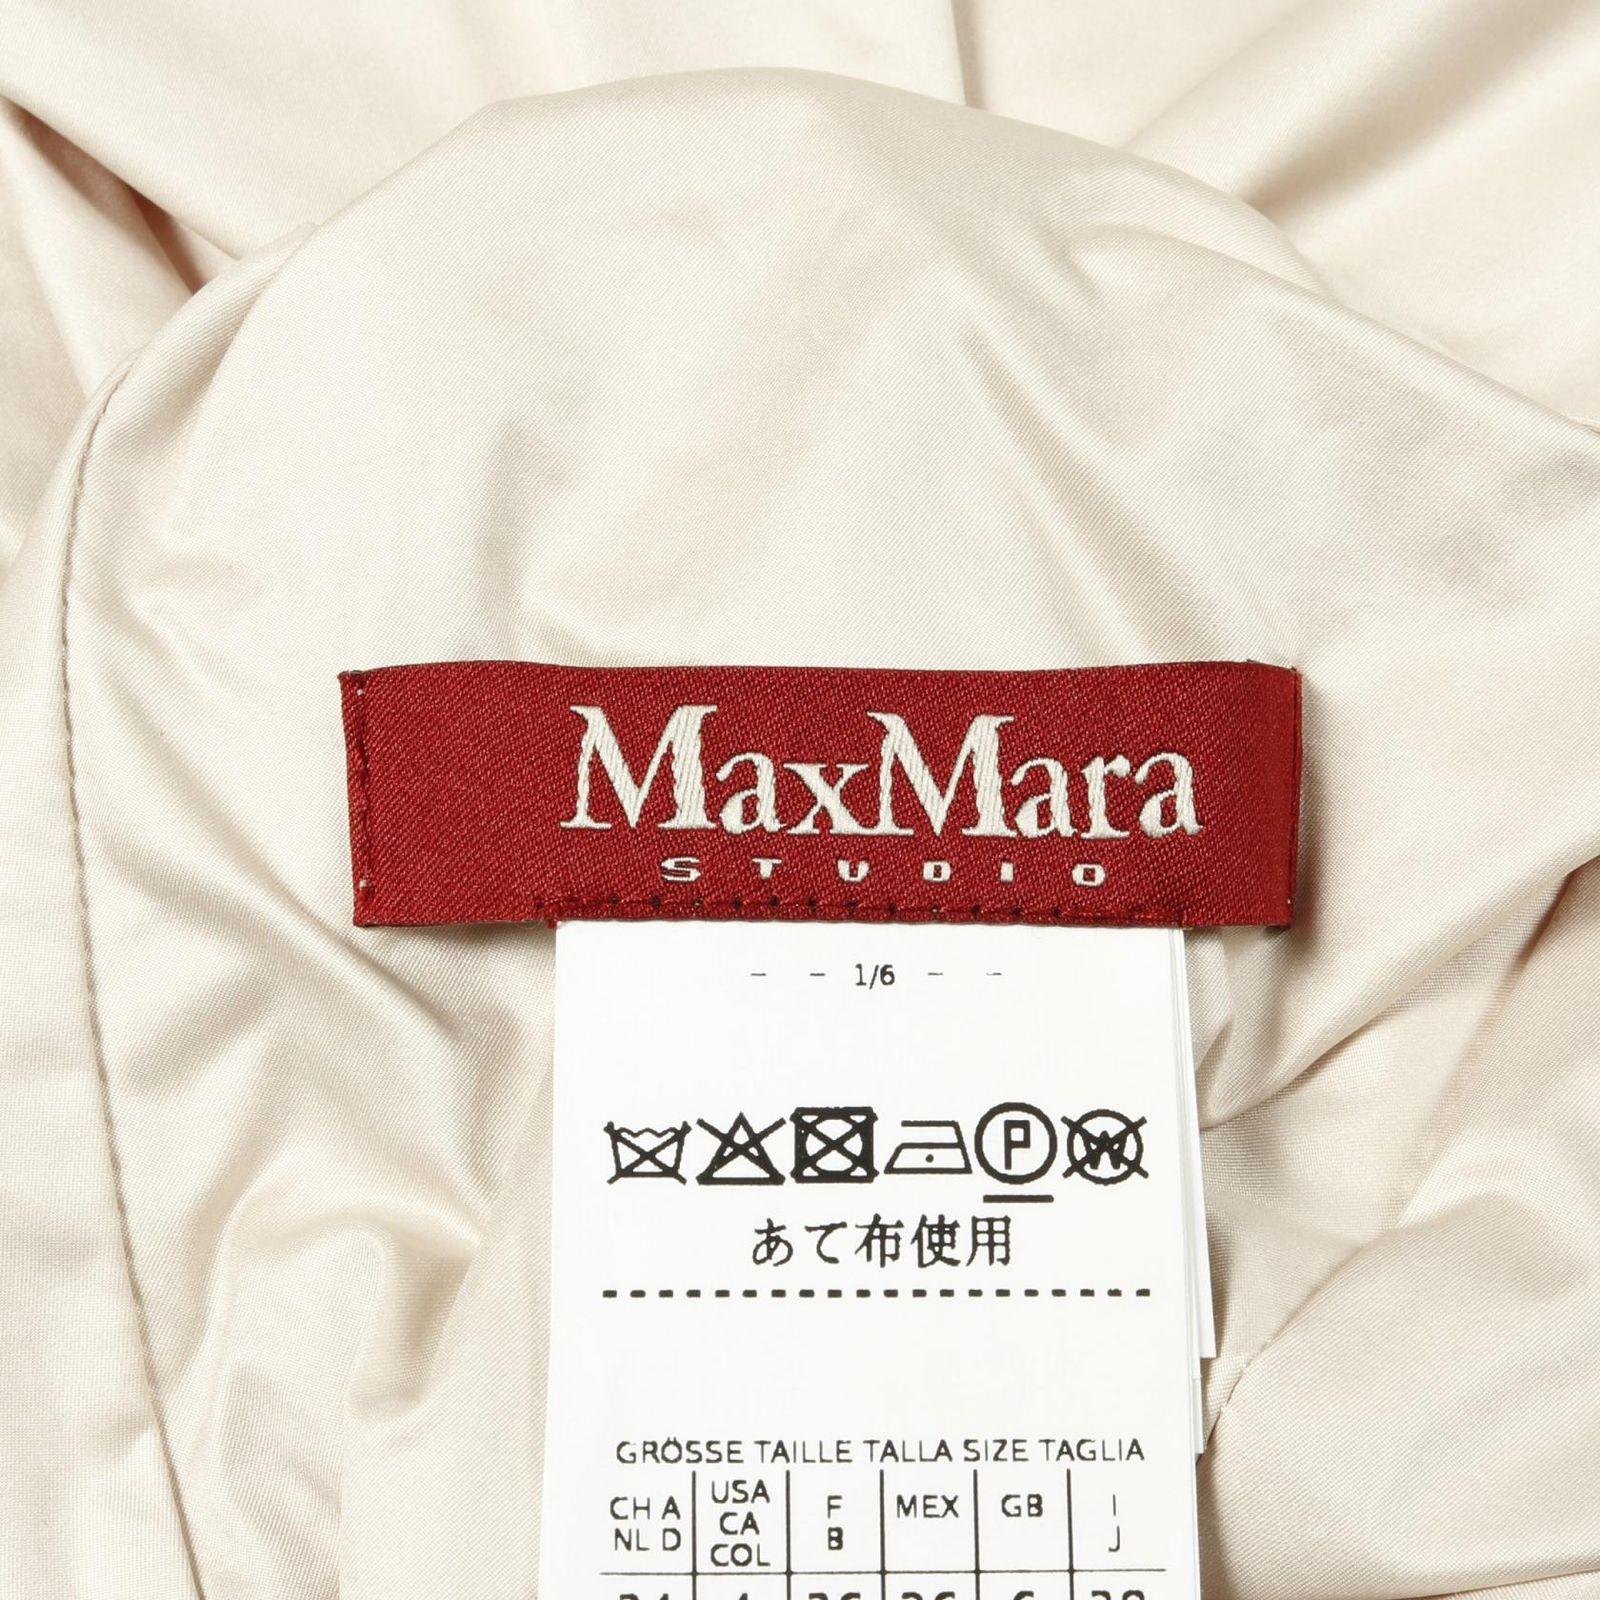 MaxMara
STUDIO
- - 1/6 - -
P W
あて布使用
GRÖSSE TAILLE TALLA SIZE TAGLIA
CH A NL D USA CA COL F B MEX GB I J